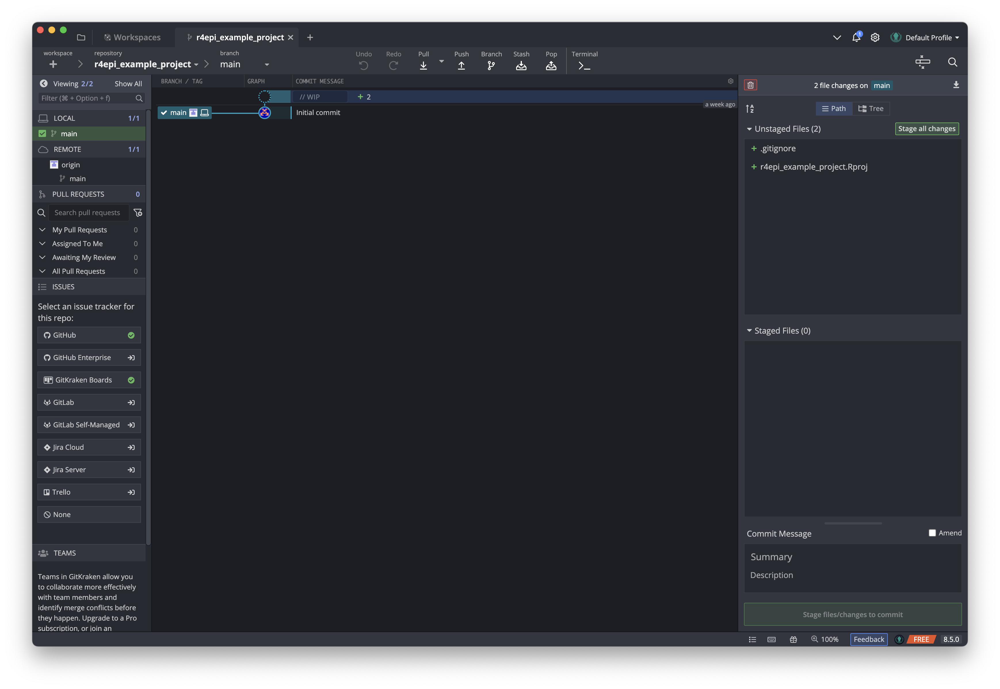 Workspaces
r4epi_example_project
1
Default Profile
workspace
repository
r4epi_example_project
branch
main
Undo
Redo
Pull
Push
Branch
Stash
Pop
Terminal
Viewing 2/2
Show All
Filter (⌘ + Option + f)
LOCAL 1/1
main
REMOTE 1/1
origin
main
PULL REQUESTS 0
Search pull requests
My Pull Requests 0
Assigned To Me 0
Awaiting My Review 0
All Pull Requests 0
ISSUES
Select an issue tracker for
this repo:
GitHub
GitHub Enterprise
GitKraken Boards
GitLab
GitLab Self-Managed
Jira Cloud
Jira Server
Trello
None
TEAMS
Teams in GitKraken allow you
to collaborate more effectively
with team members and
identify merge conflicts before
they happen. Upgrade to a Pro
subscription, or join an
BRANCH / TAG
GRAPH
COMMIT MESSAGE
// WIP
+ 2
a week ago
main
Initial commit
2 file changes on main
A
Z
Path
Tree
Unstaged Files (2)
Stage all changes
+ .gitignore
+ r4epi_example_project.Rproj
Staged Files (0)
Commit Message
Amend
Summary
Description
Stage files/changes to commit
100%
Feedback
FREE
8.5.0